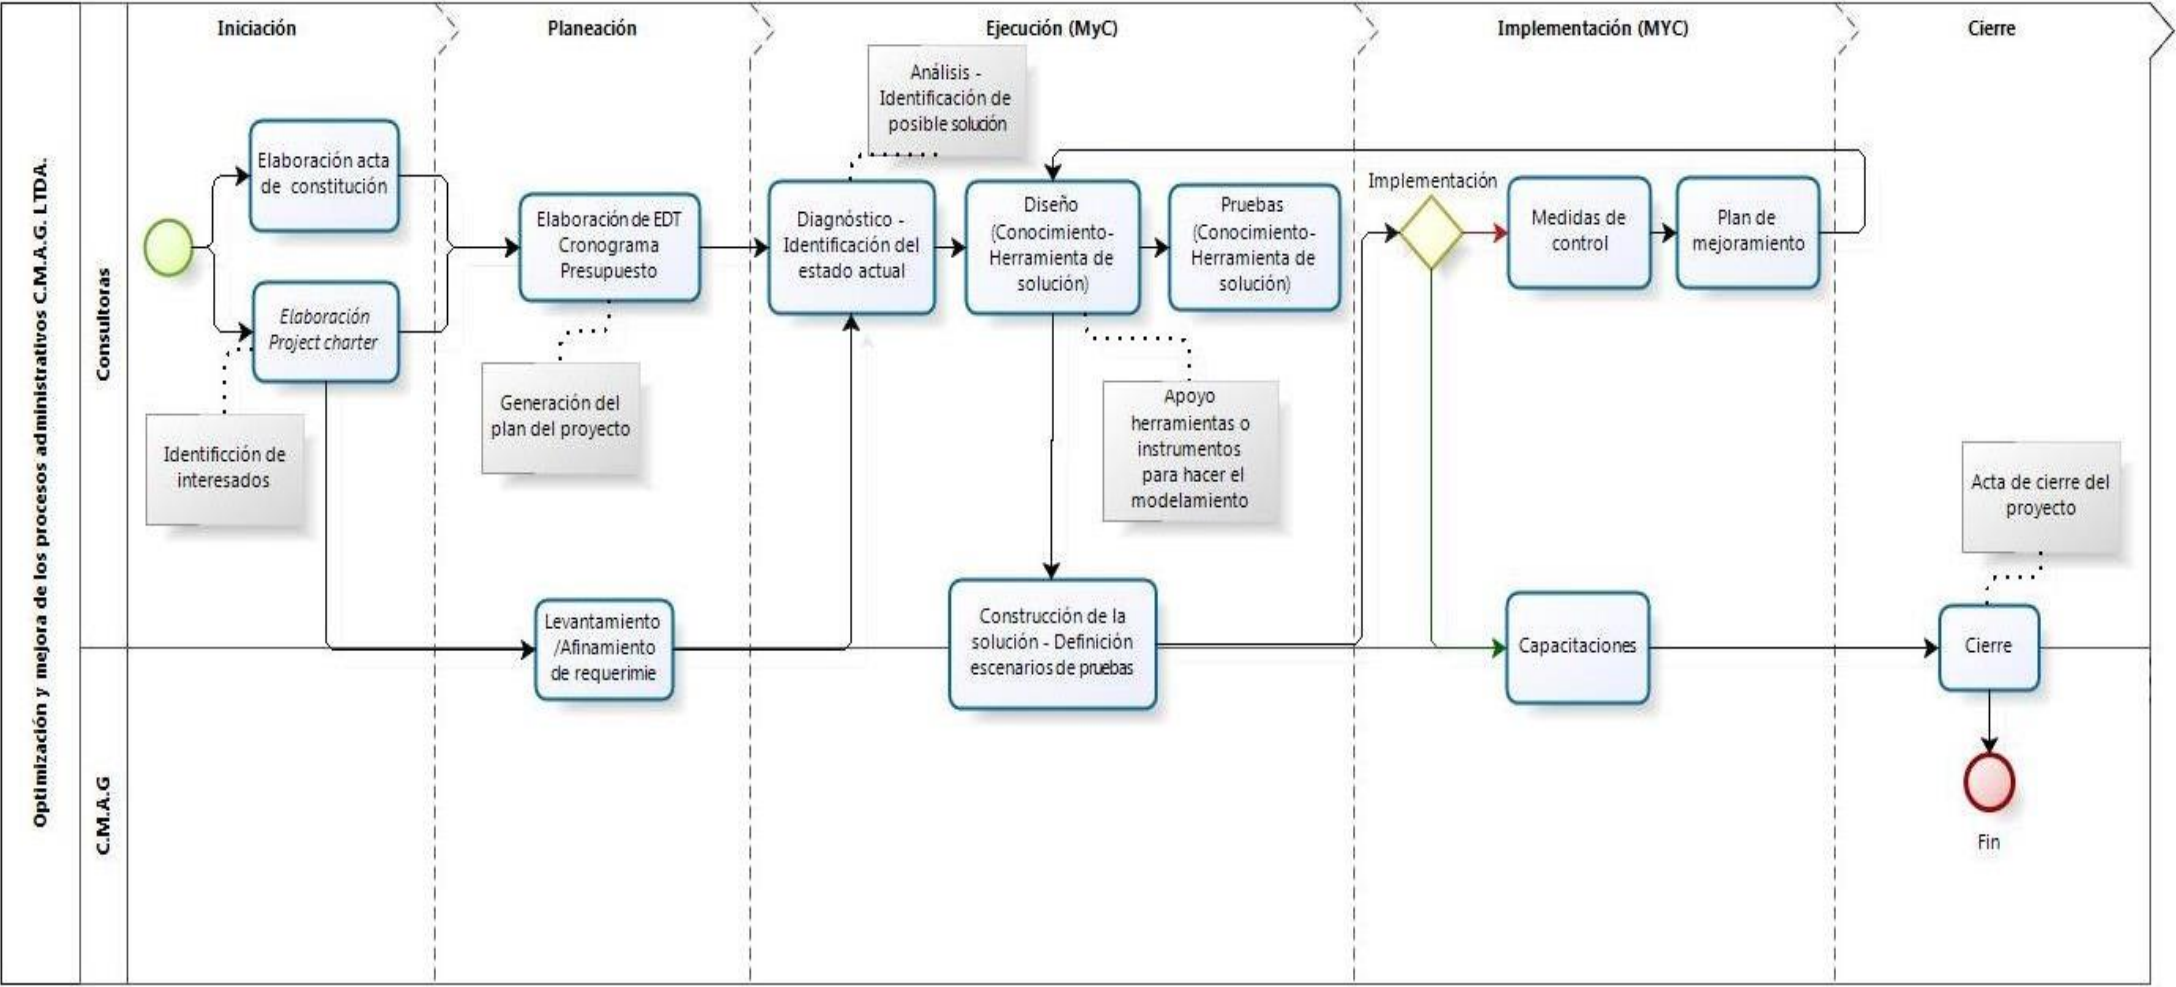 Optimización y mejora de los procesos administrativos C.M.A.G. LTDA.
Consultoras
C.M.A.G
Iniciación
Planeación
Ejecución (MyC)
Implementación (MYC)
Cierre
Elaboración acta
de constitución
Elaboración
Project charter
Identificción de
interesados
Elaboración de EDT
Cronograma
Presupuesto
Generación del
plan del proyecto
Levantamiento
/Afinamiento
de requerimie
Análisis -
Identificación de
posible solución
Diagnóstico -
Identificación del
estado actual
Diseño
(Conocimiento-
Herramienta de
solución)
Pruebas
(Conocimiento-
Herramienta de
solución)
Apoyo
herramientas o
instrumentos
para hacer el
modelamiento
Construcción de la
solución - Definición
escenarios de pruebas
Implementación
Medidas de
control
Plan de
mejoramiento
Capacitaciones
Acta de cierre del
proyecto
Cierre
Fin